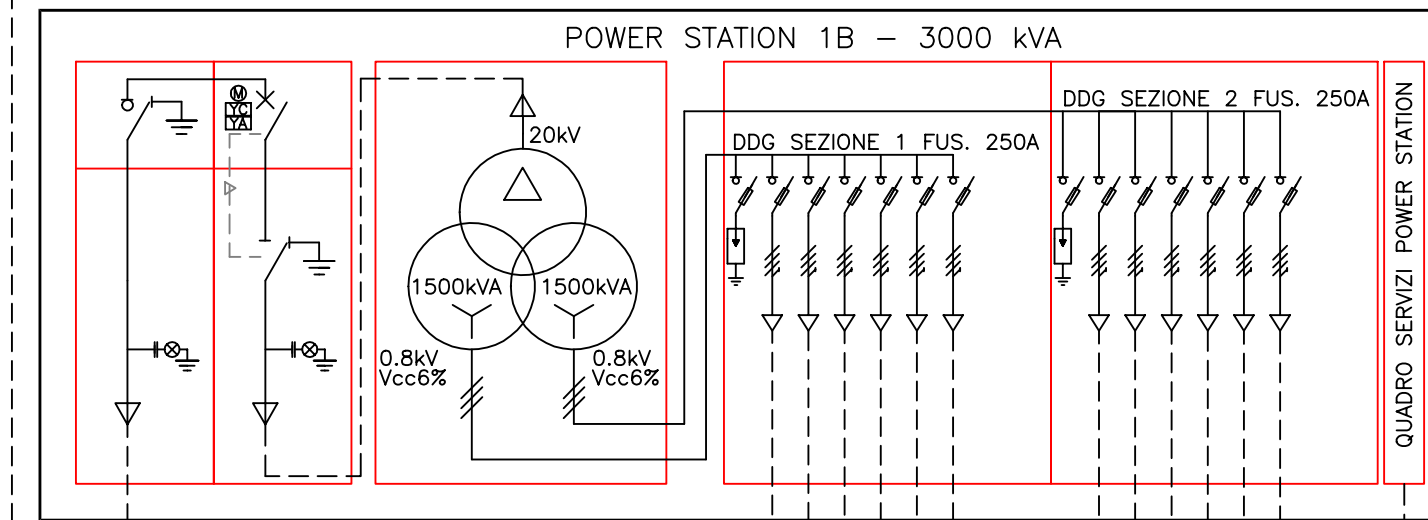 POWER STATION 1B – 3000 kVA
M
YC
YA
20kV
DDG SEZIONE 2 FUS. 250A
DDG SEZIONE 1 FUS. 250A
1500kVA
1500kVA
0.8kV
Vcc6%
0.8kV
Vcc6%
QUADRO SERVIZI POWER STATION